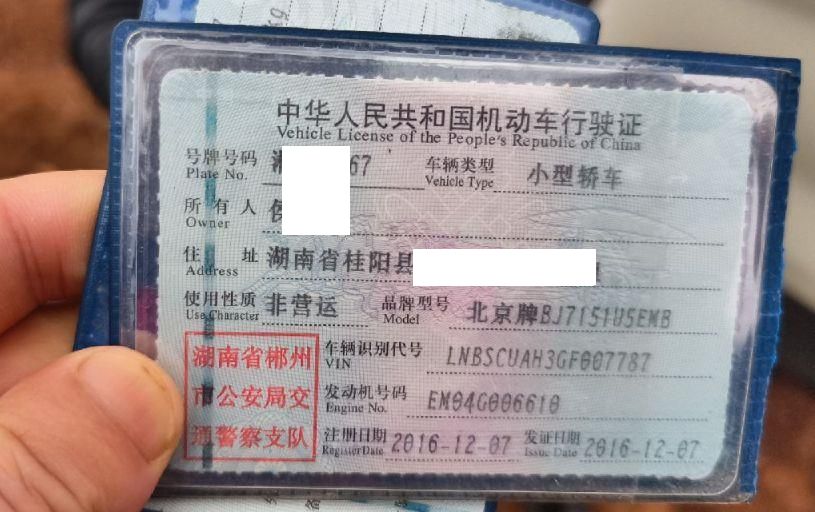 中华人民共和国机动车行驶证
Vehicle License of the People's Republic of China
号牌号码 67 车辆类型 小型轿车
Plate No. Vehicle Type
所有人
Owner
住址 湖南省桂阳县
Address
使用性质 非营运 品牌型号 北京牌BJ7151U5EMB
Use Character Model
湖南省郴州 车辆识别代号 LNBSCUAH3GF007787
VIN
市公安局交 发动机号码 EM04G006610
Engine No.
通警察支队 注册日期 2016-12-07 发证日期 2016-12-07
Register Date Issue Date
kg